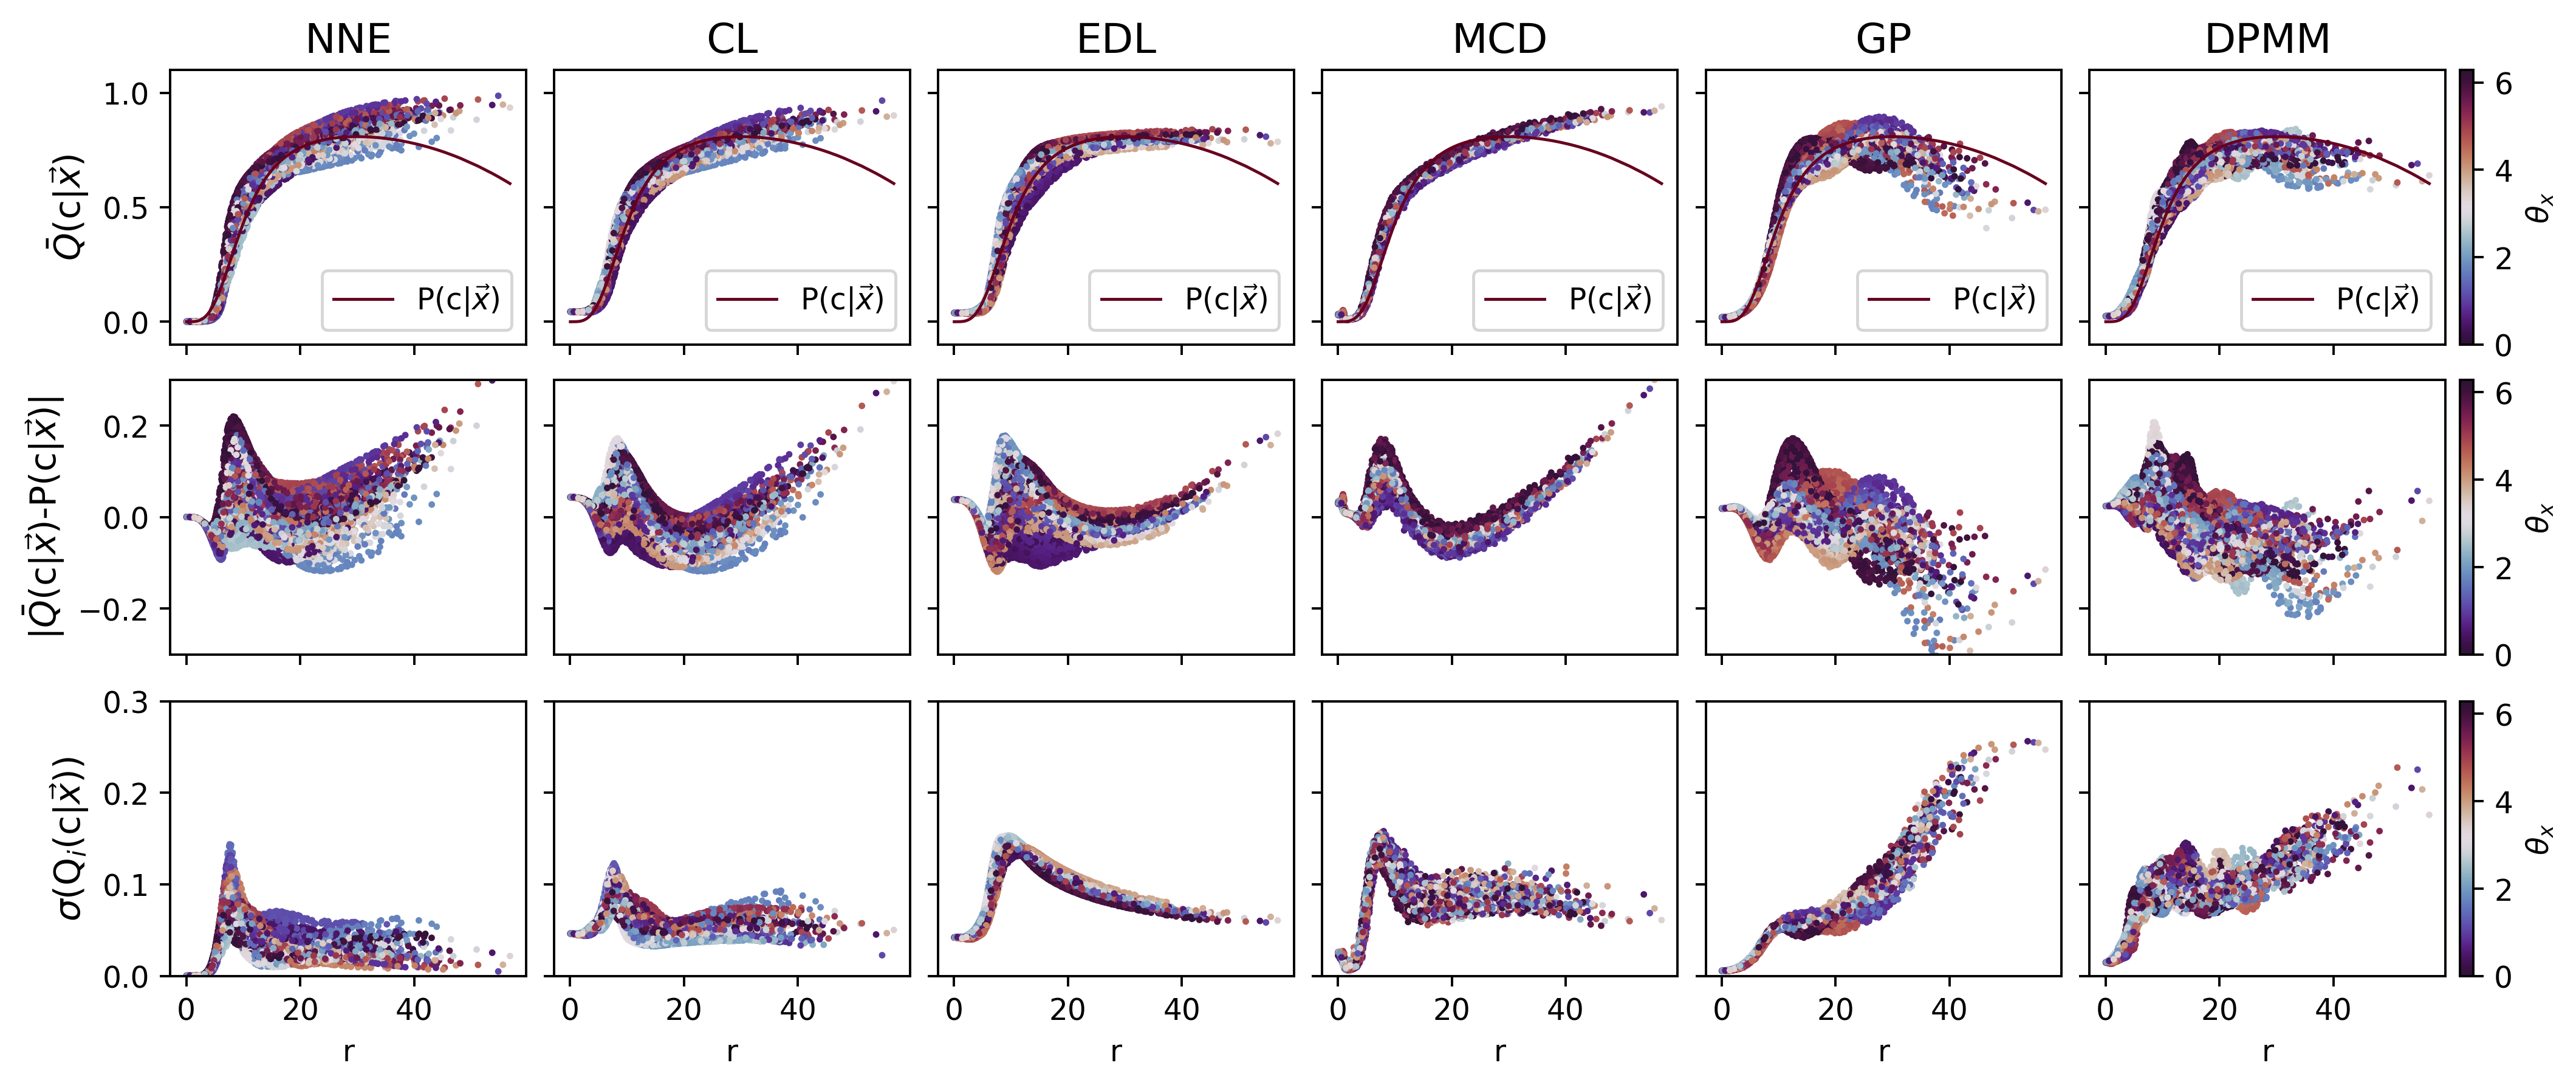 NNE CL EDL MCD GP DPMM
Q̄(c|x⃗)
1.0
0.5
0.0
P(c|x⃗) P(c|x⃗) P(c|x⃗) P(c|x⃗) P(c|x⃗) P(c|x⃗)
6
4
2
0
θₓ
|Q̄(c|x⃗)-P(c|x⃗)|
0.2
0.0
−0.2
6
4
2
0
θₓ
σ(Qᵢ(c|x⃗))
0.3
0.2
0.1
0.0
6
4
2
0
θₓ
0 20 40 0 20 40 0 20 40 0 20 40 0 20 40 0 20 40
r r r r r r